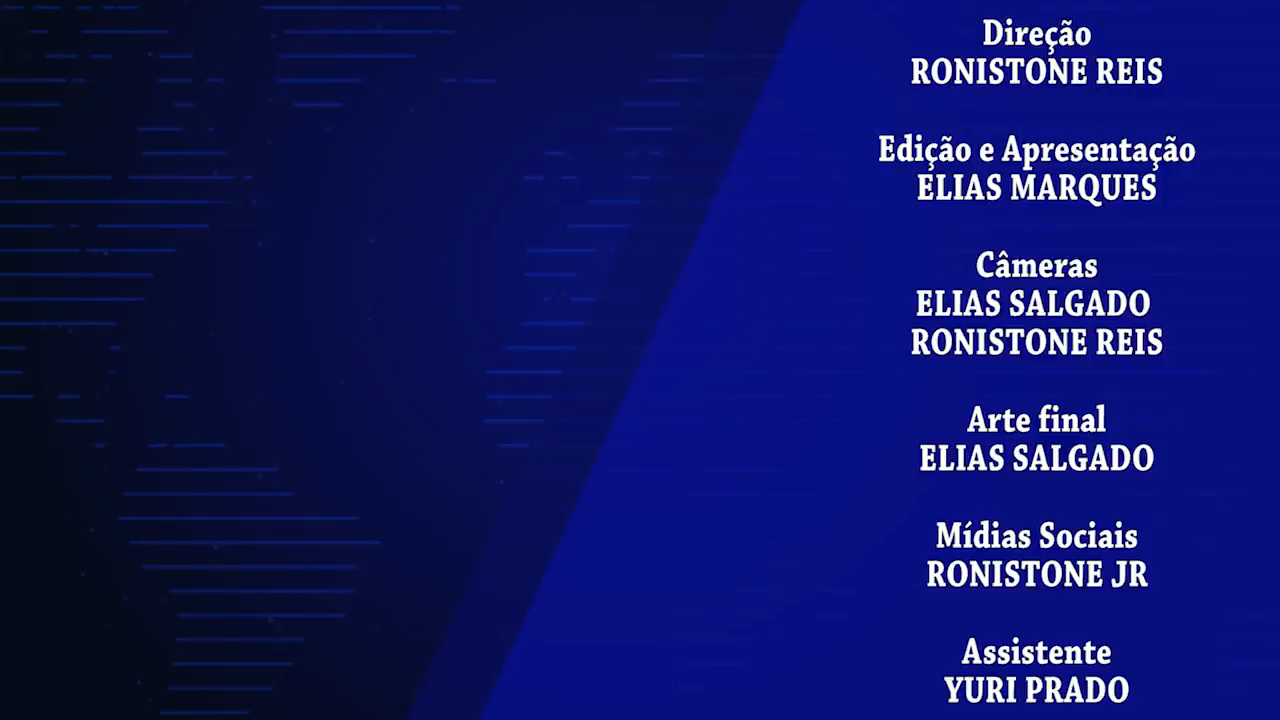 Direção
RONISTONE REIS
Edição e Apresentação
ELIAS MARQUES
Câmeras
ELIAS SALGADO
RONISTONE REIS
Arte final
ELIAS SALGADO
Mídias Sociais
RONISTONE JR
Assistente
YURI PRADO